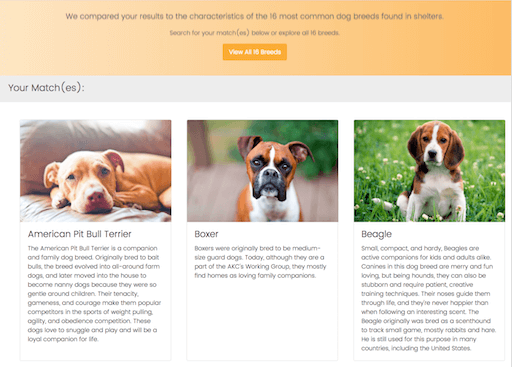 We compared your results to the characteristics of the 16 most common dog breeds found in shelters.
Search for your match(es) below or explore all 16 breeds.
View All 16 Breeds
Your Match(es):
American Pit Bull Terrier
The American Pit Bull Terrier is a companion
and family dog breed. Originally bred to bait
bulls, the breed evolved into all-around farm
dogs, and later moved into the house to
become nanny dogs because they were so
gentle around children. Their tenacity,
gameness, and courage make them popular
competitors in the sports of weight pulling,
agility, and obedience competition. These
dogs love to snuggle and play and will be a
loyal companion for life.
Boxer
Boxers were originally bred to be medium-
size guard dogs. Today, although they are a
part of the AKC's Working Group, they mostly
find homes as loving family companions.
Beagle
Small, compact, and hardy, Beagles are
active companions for kids and adults alike.
Canines in this dog breed are merry and fun
loving, but being hounds, they can also be
stubborn and require patient, creative
training techniques. Their noses guide them
through life, and they're never happier than
when following an interesting scent. The
Beagle originally was bred as a scenthound
to track small game, mostly rabbits and hare.
He is still used for this purpose in many
countries, including the United States.